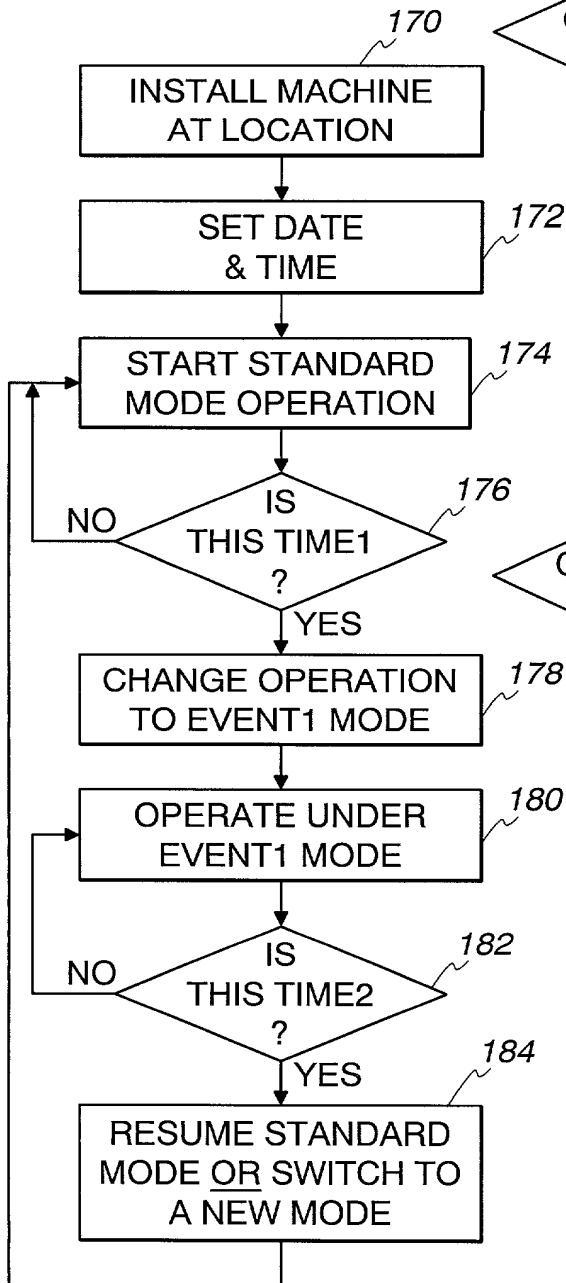 170
INSTALL MACHINE
AT LOCATION
172
SET DATE
& TIME
174
START STANDARD
MODE OPERATION
176
IS
THIS TIME1
?
NO
YES
178
CHANGE OPERATION
TO EVENT1 MODE
180
OPERATE UNDER
EVENT1 MODE
182
IS
THIS TIME2
?
NO
YES
184
RESUME STANDARD
MODE OR SWITCH TO
A NEW MODE